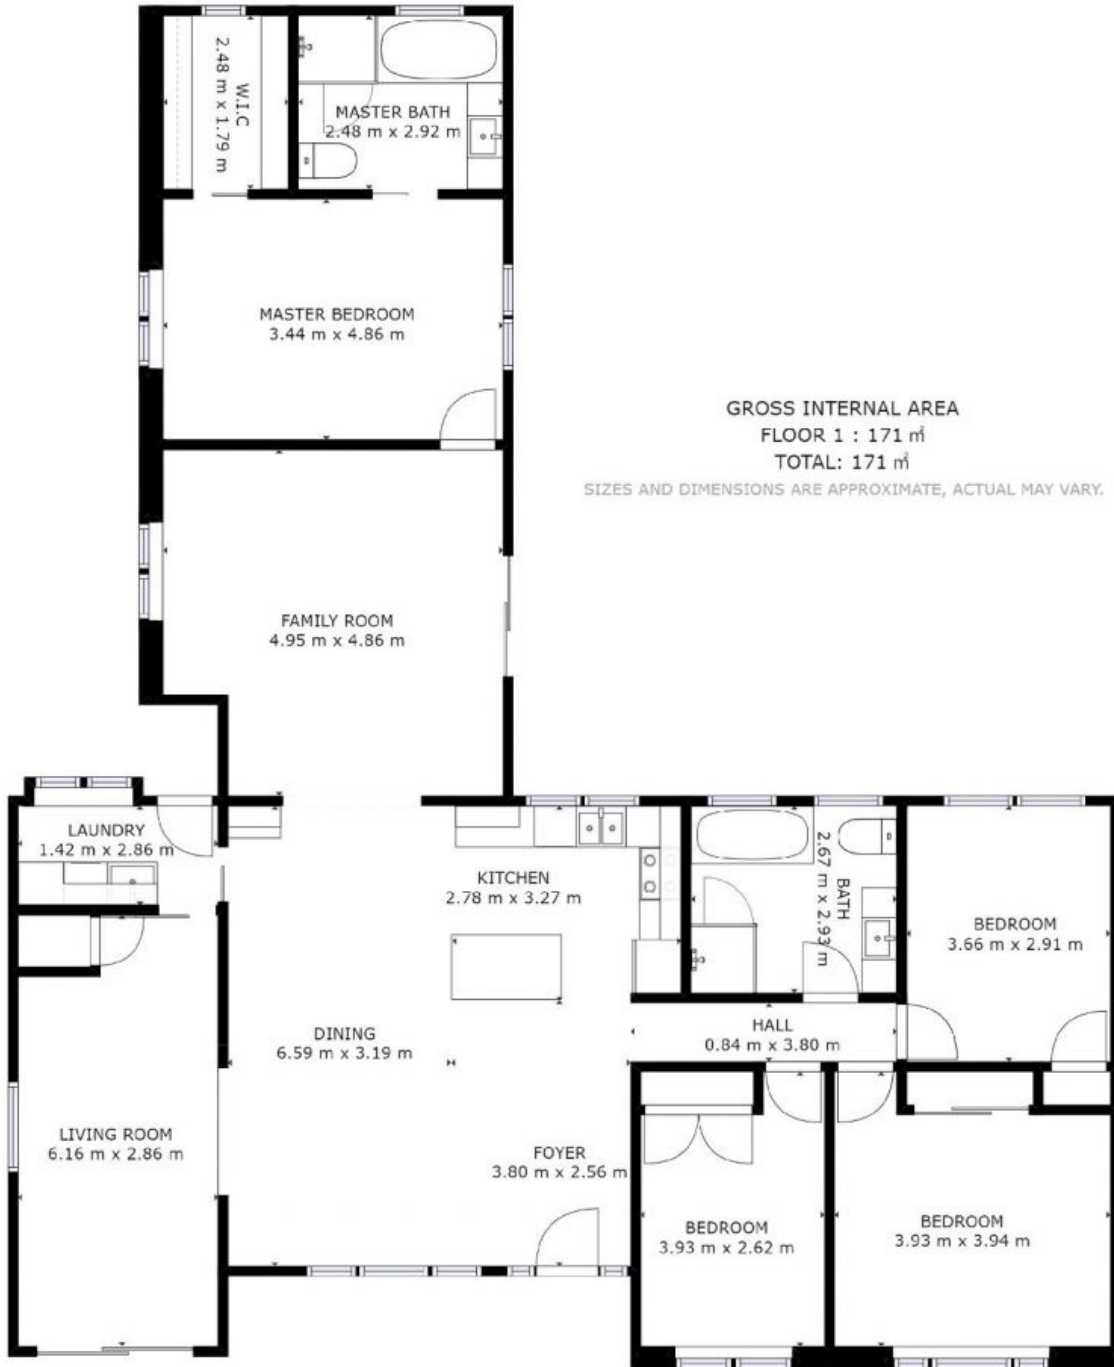 W.I.C
2.48 m x 1.79 m
MASTER BATH
2.48 m x 2.92 m
MASTER BEDROOM
3.44 m x 4.86 m
GROSS INTERNAL AREA
FLOOR 1 : 171 ㎡
TOTAL: 171 ㎡
SIZES AND DIMENSIONS ARE APPROXIMATE, ACTUAL MAY VARY.
FAMILY ROOM
4.95 m x 4.86 m
LAUNDRY
1.42 m x 2.86 m
KITCHEN
2.78 m x 3.27 m
BATH
2.67 m x 2.93 m
BEDROOM
3.66 m x 2.91 m
DINING
6.59 m x 3.19 m
HALL
0.84 m x 3.80 m
LIVING ROOM
6.16 m x 2.86 m
FOYER
3.80 m x 2.56 m
BEDROOM
3.93 m x 2.62 m
BEDROOM
3.93 m x 3.94 m